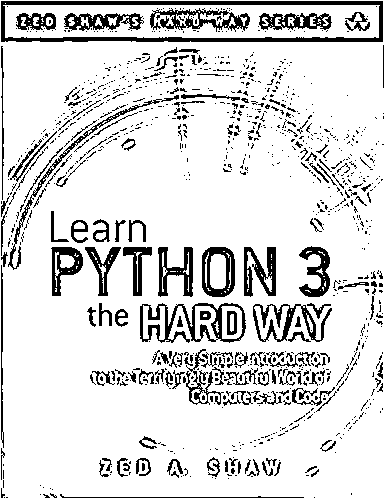 ZED SHAW'S HARD WAY SERIES
Learn
PYTHON 3
the HARD WAY
A Very Simple Introduction
to the Terrifyingly Beautiful World of
Computers and Code
ZED A. SHAW